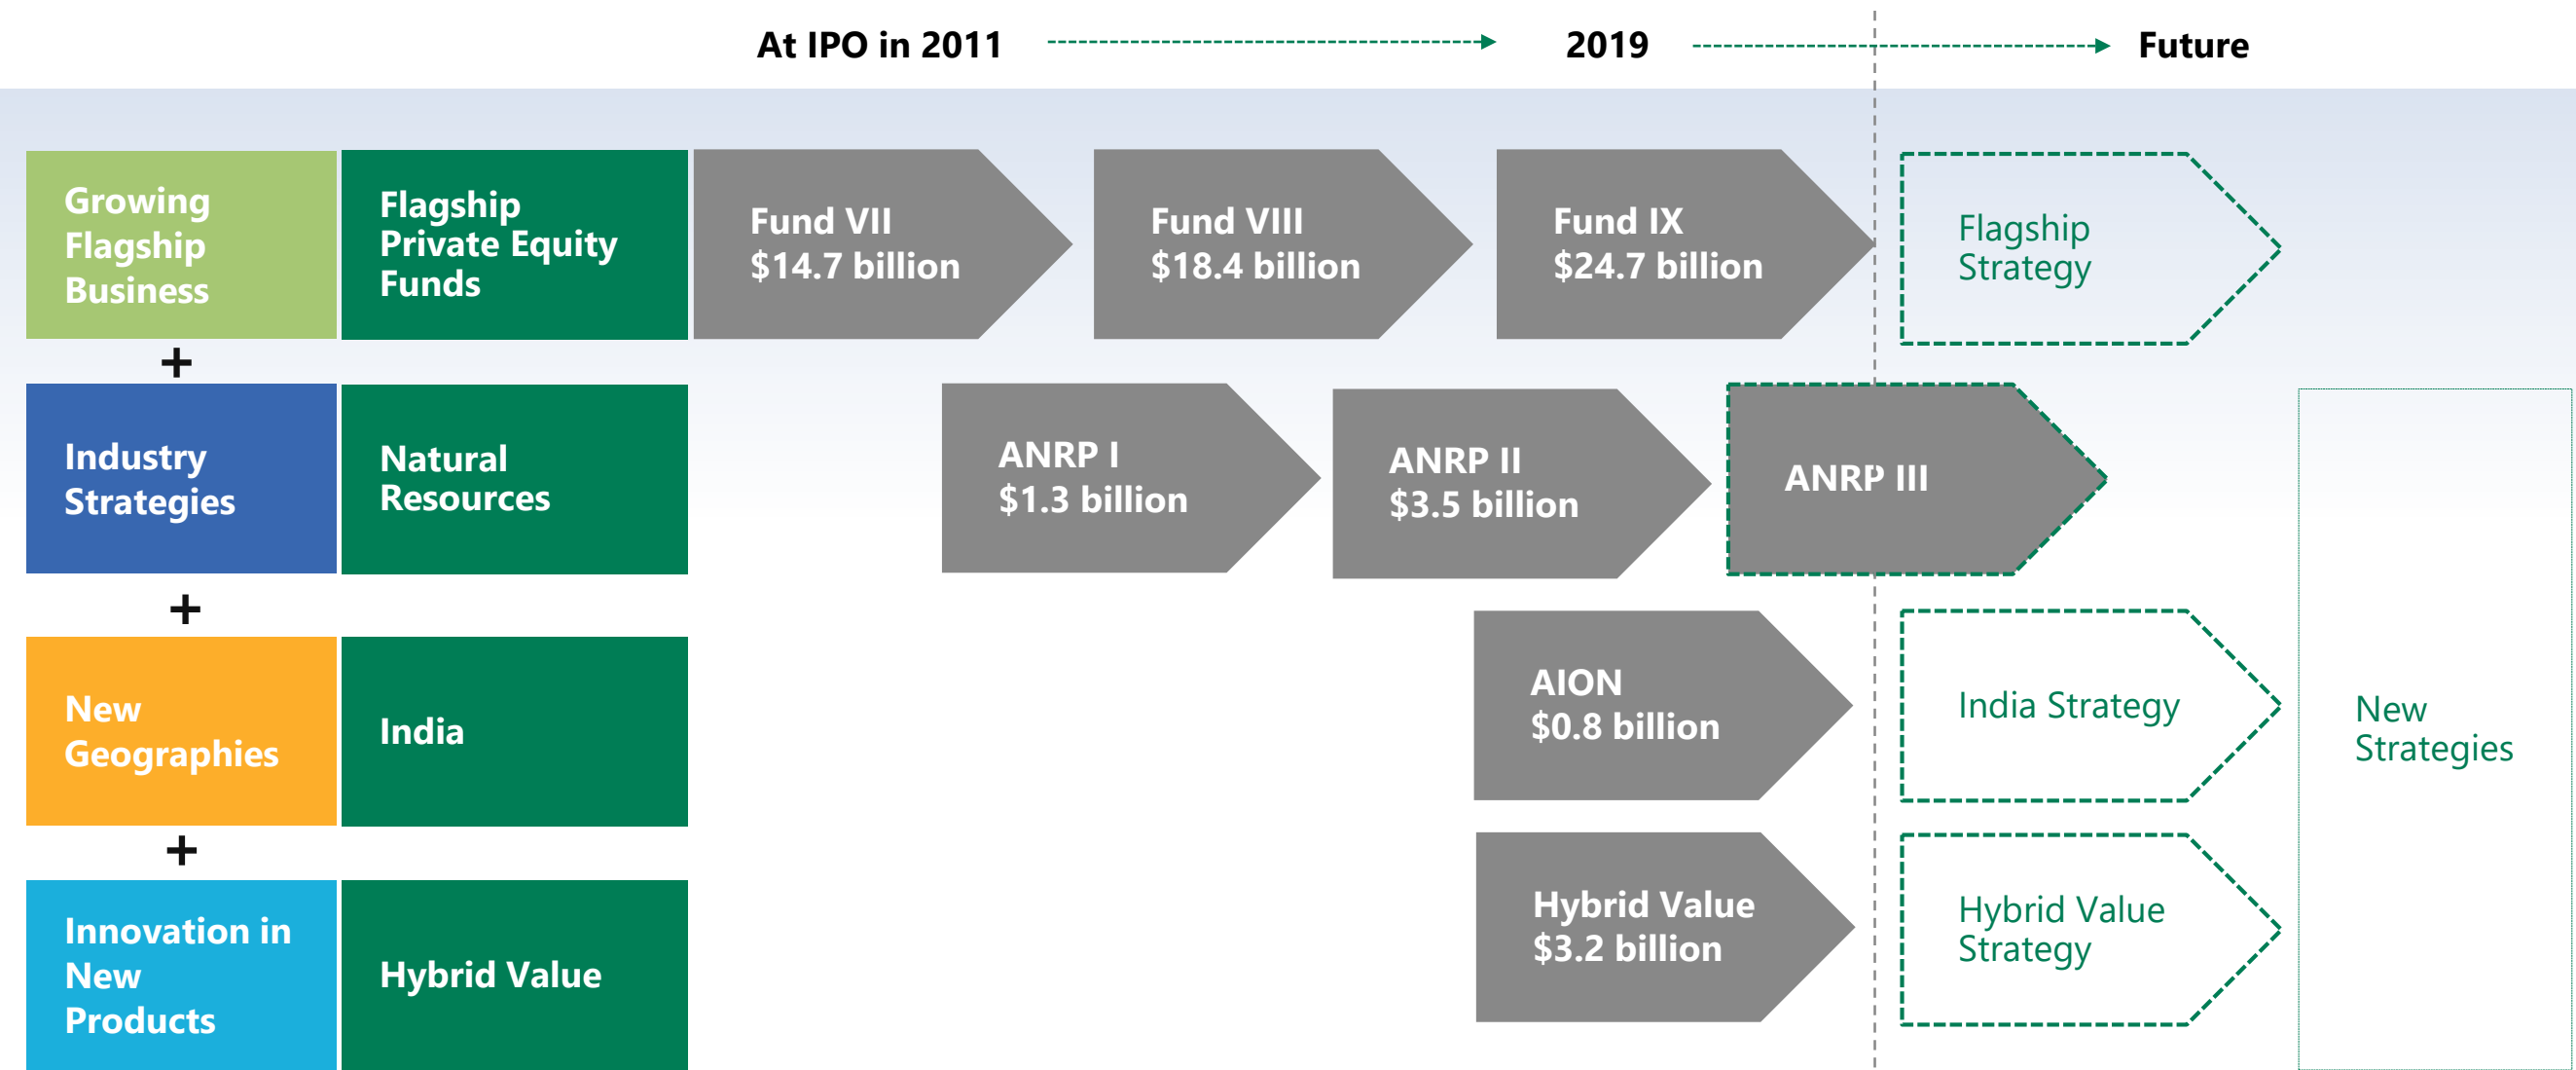 At IPO in 2011
2019
Future
Growing
Flagship
Business
Flagship
Private Equity
Funds
Fund VII
$14.7 billion
Fund VIII
$18.4 billion
Fund IX
$24.7 billion
Flagship
Strategy
+
Industry
Strategies
Natural
Resources
ANRP I
$1.3 billion
ANRP II
$3.5 billion
ANRP III
+
New
Geographies
India
AION
$0.8 billion
India Strategy
New
Strategies
+
Innovation in
New
Products
Hybrid Value
Hybrid Value
$3.2 billion
Hybrid Value
Strategy